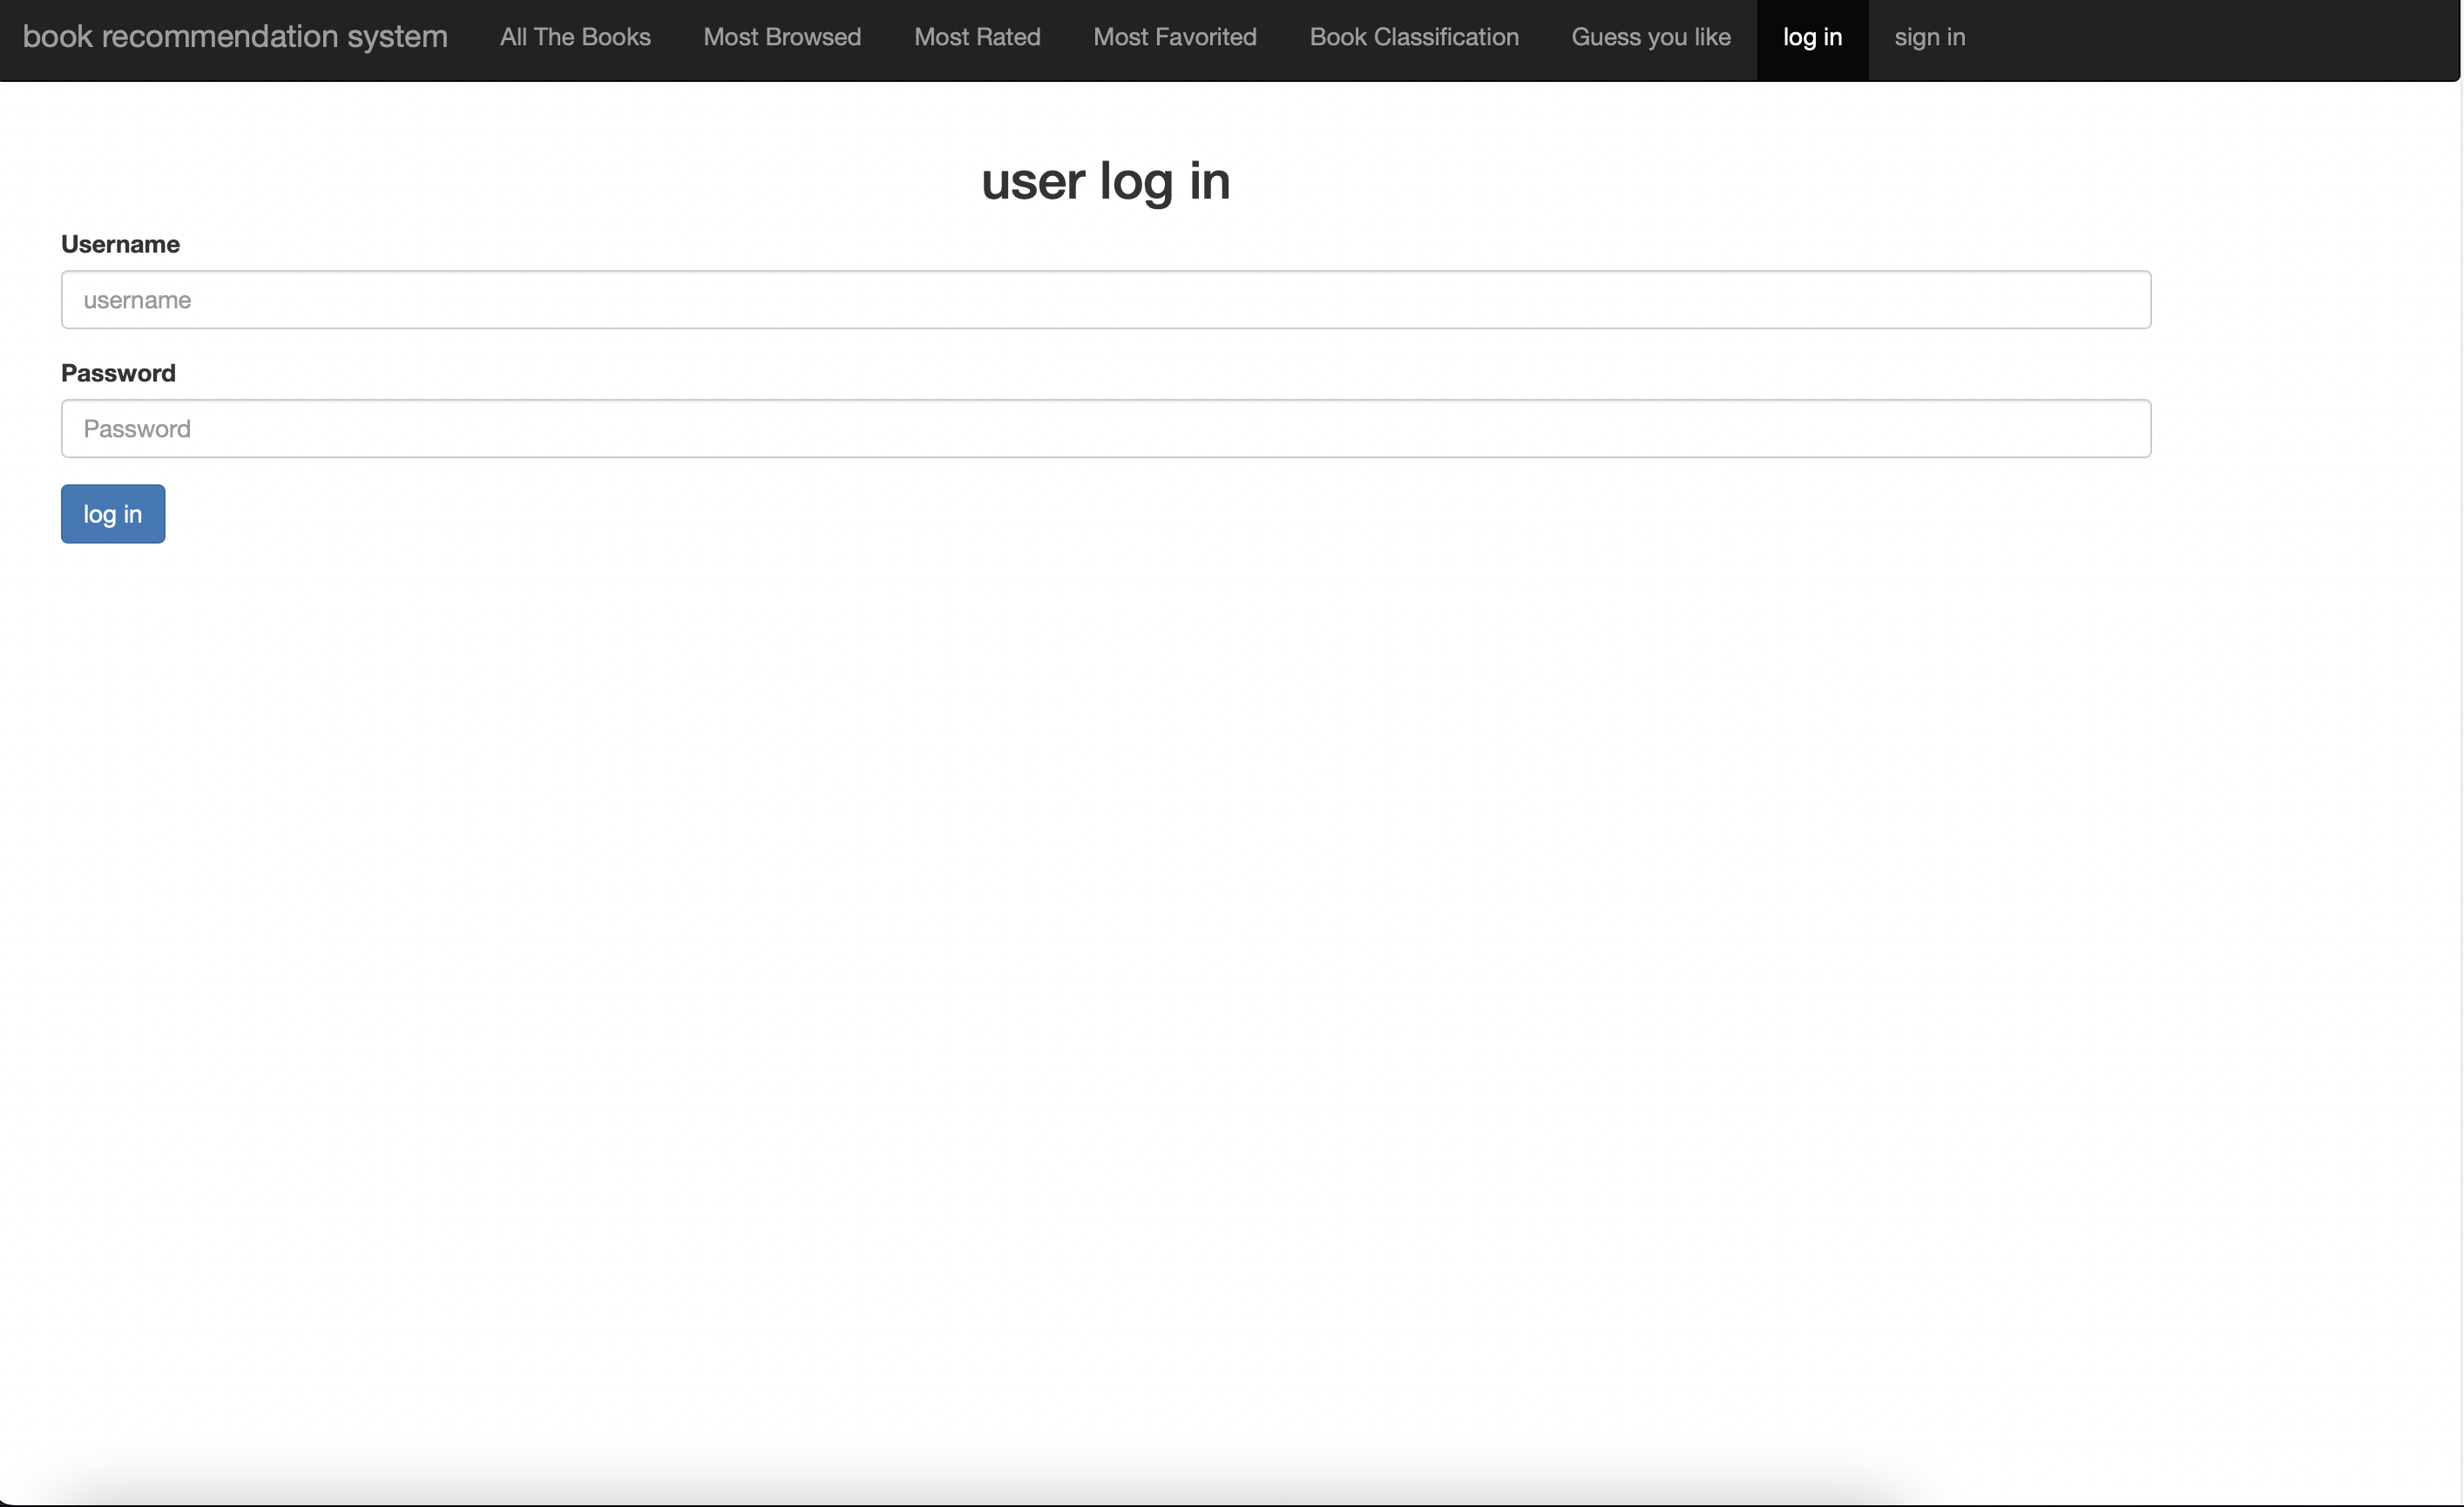 book recommendation system All The Books Most Browsed Most Rated Most Favorited Book Classification Guess you like log in sign in
user log in
Username
username
Password
Password
log in